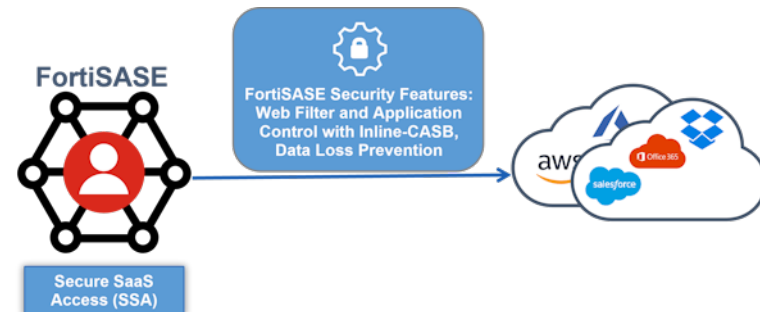 FortiSASE
FortiSASE Security Features:
Web Filter and Application
Control with Inline-CASB,
Data Loss Prevention
aws
Office 365
salesforce
Secure SaaS
Access (SSA)